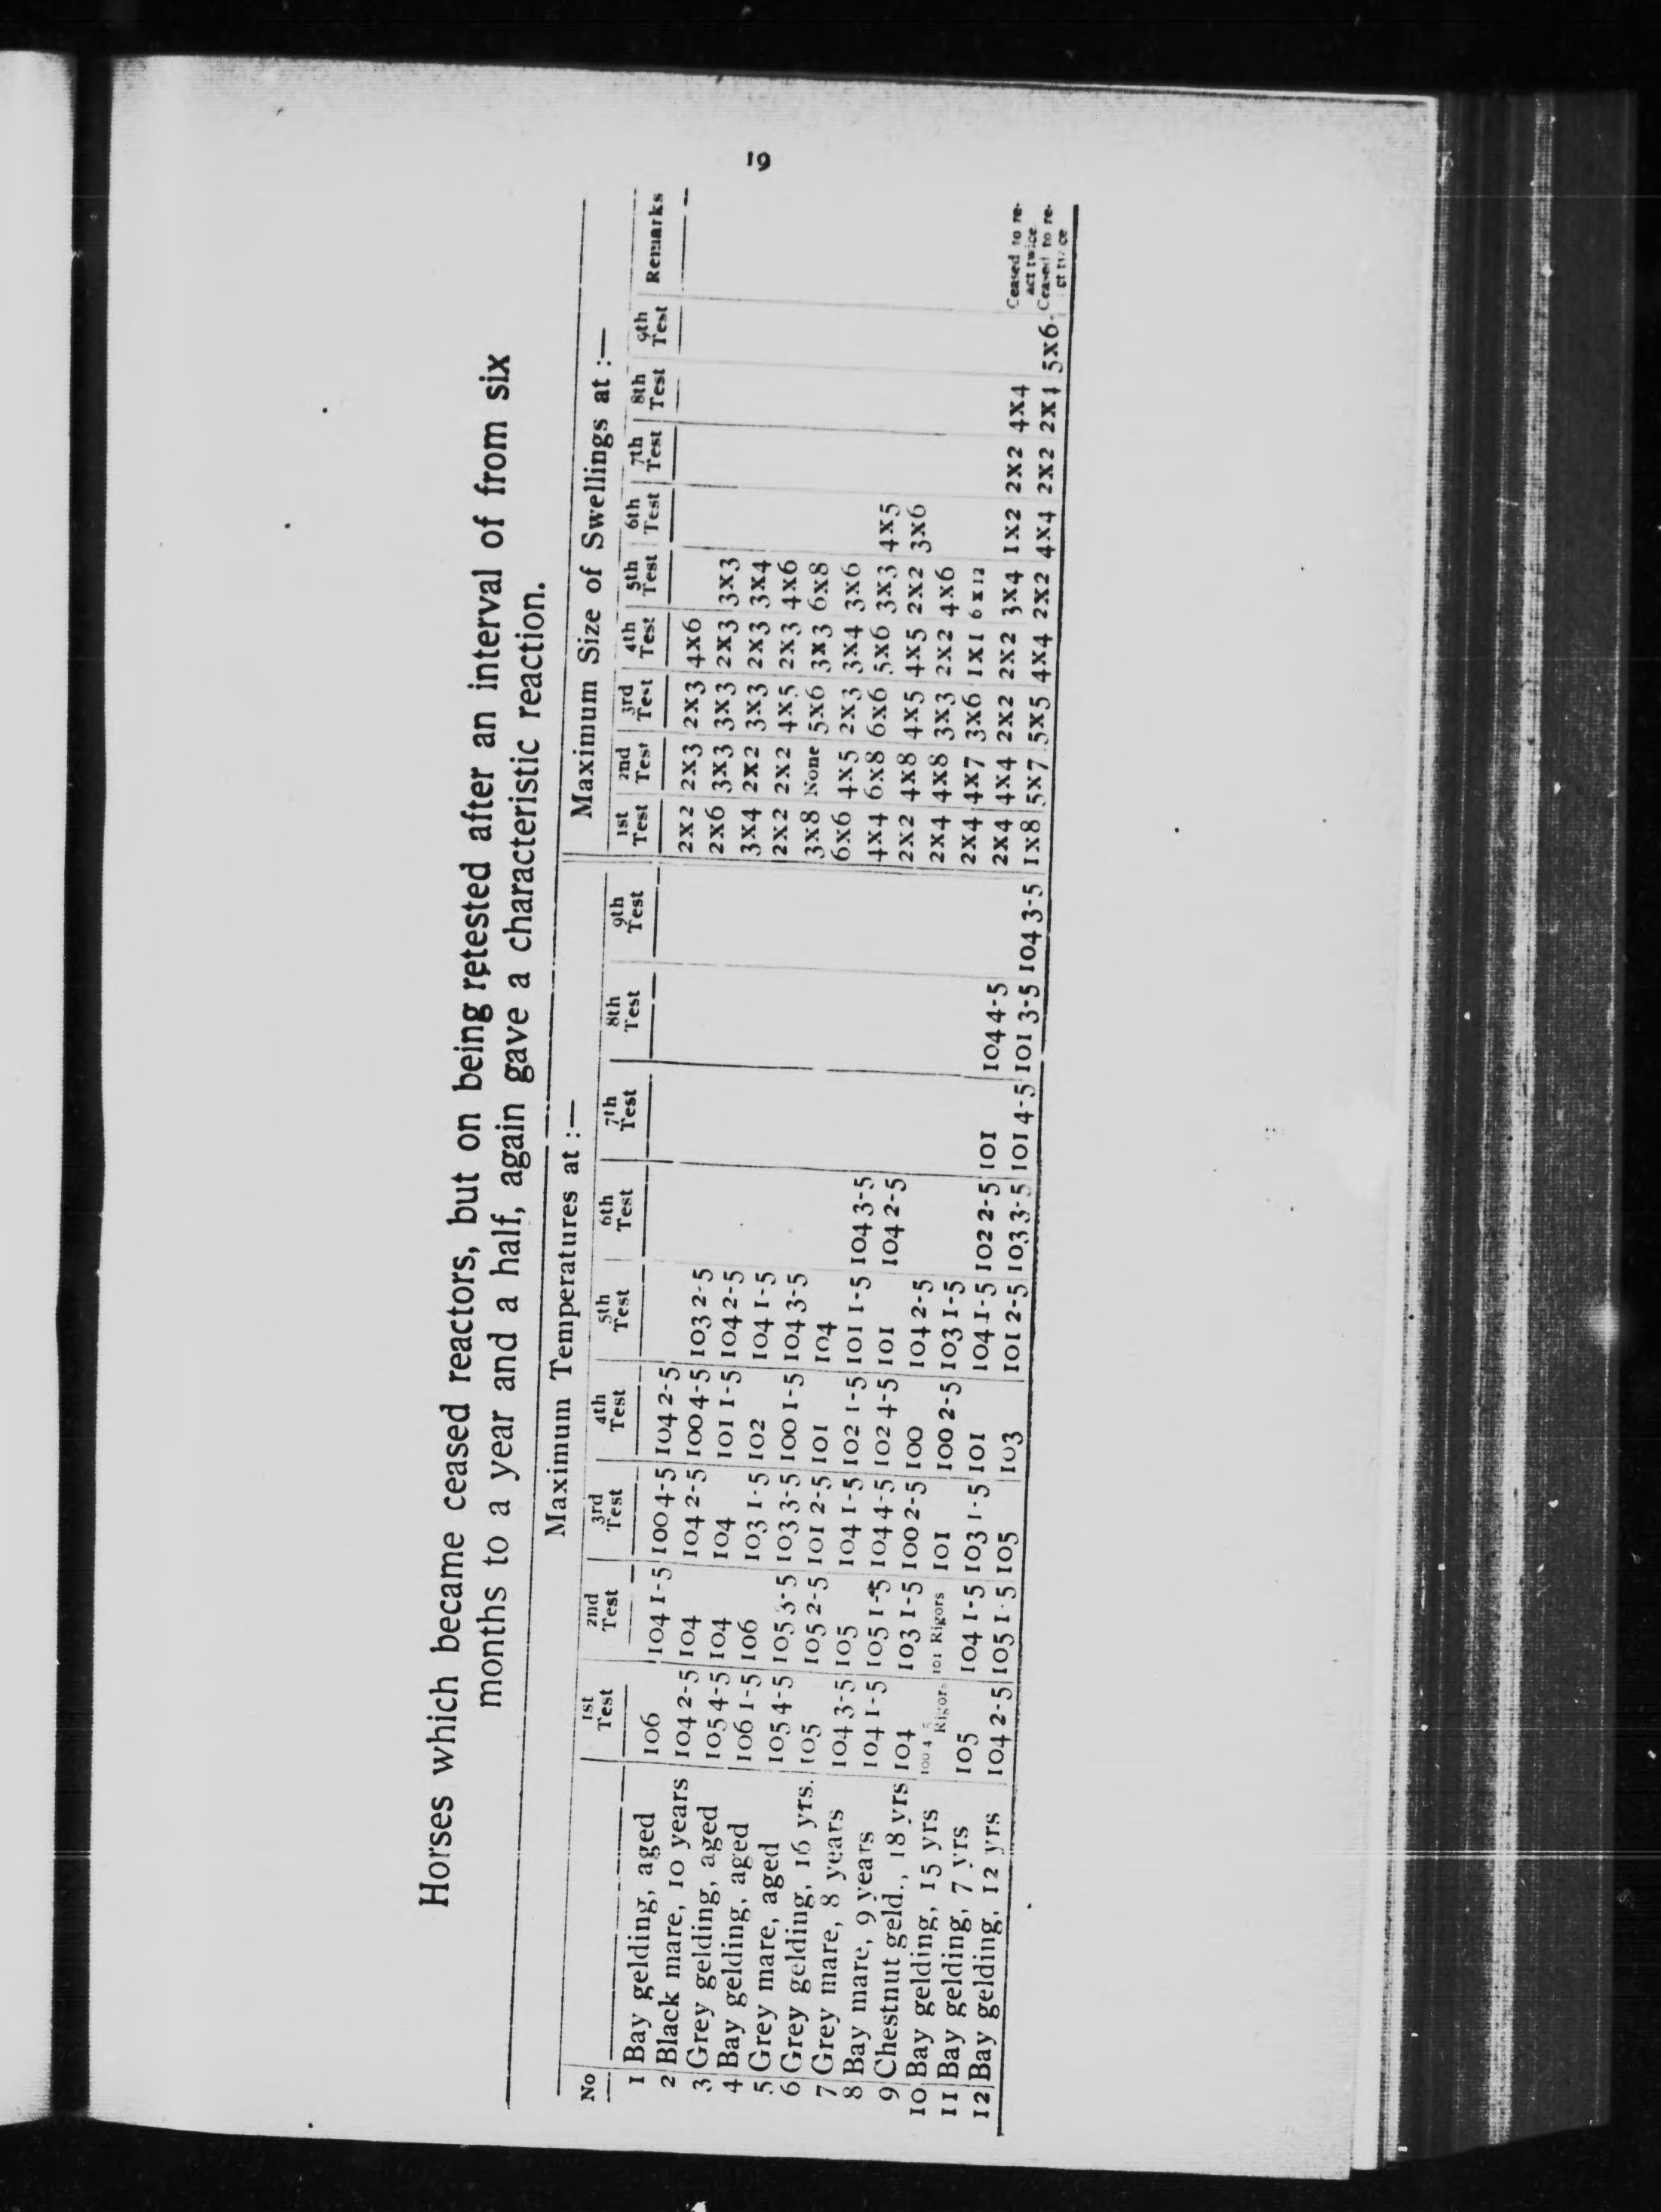 19
Horses which became ceased reactors, but on being retested after an interval of from six
months to a year and a half, again gave a characteristic reaction.
Maximum Temperatures at :— Maximum Size of Swellings at :—
No 1st Test 2nd Test 3rd Test 4th Test 5th Test 6th Test 7th Test 8th Test 9th Test 1st Test 2nd Test 3rd Test 4th Test 5th Test 6th Test 7th Test 8th Test 9th Test Remarks
1 Bay gelding, aged 106 104 1-5 100 4-5 104 2-5 2X2 2X3 2X3 4X6
2 Black mare, 10 years 104 2-5 104 104 2-5 100 4-5 103 2-5 2X6 3X3 3X3 2X3 3X3
3 Grey gelding, aged 105 4-5 104 104 101 1-5 104 2-5 3X4 2X2 3X3 2X3 3X4
4 Bay gelding, aged 106 1-5 106 103 1-5 102 104 1-5 2X2 2X2 4X5 2X3 4X6
5 Grey mare, aged 105 4-5 105 3-5 103 3-5 100 1-5 104 3-5 3X8 None 5X6 3X3 6X8
6 Grey gelding, 16 yrs. 105 105 2-5 101 2-5 101 104 6X6 4X5 2X3 3X4 3X6
7 Grey mare, 8 years 104 3-5 105 104 1-5 102 1-5 101 1-5 104 3-5 4X4 6X8 6X6 5X6 3X3 4X5
8 Bay mare, 9 years 104 1-5 105 1-5 104 4-5 102 4-5 101 104 2-5 2X2 4X8 4X5 4X5 2X2 3X6
9 Chestnut geld., 18 yrs 104 103 1-5 100 2-5 100 104 2-5 2X4 4X8 3X3 2X2 4X6
10 Bay gelding, 15 yrs 100 4 5 Rigors 101 Rigors 101 100 2-5 103 1-5 2X4 4X7 3X6 1X1 6x12
11 Bay gelding, 7 yrs 105 104 1-5 103 1-5 101 104 1-5 102 2-5 101 104 4-5 2X4 4X4 2X2 2X2 3X4 1X2 2X2 4X4 Ceased to re-act twice
12 Bay gelding, 12 yrs 104 2-5 105 1-5 105 103 101 2-5 103 3-5 101 4-5 101 3-5 104 3-5 1X8 5X7 5X5 4X4 2X2 4X4 2X2 2X4 5X6 Ceased to re-